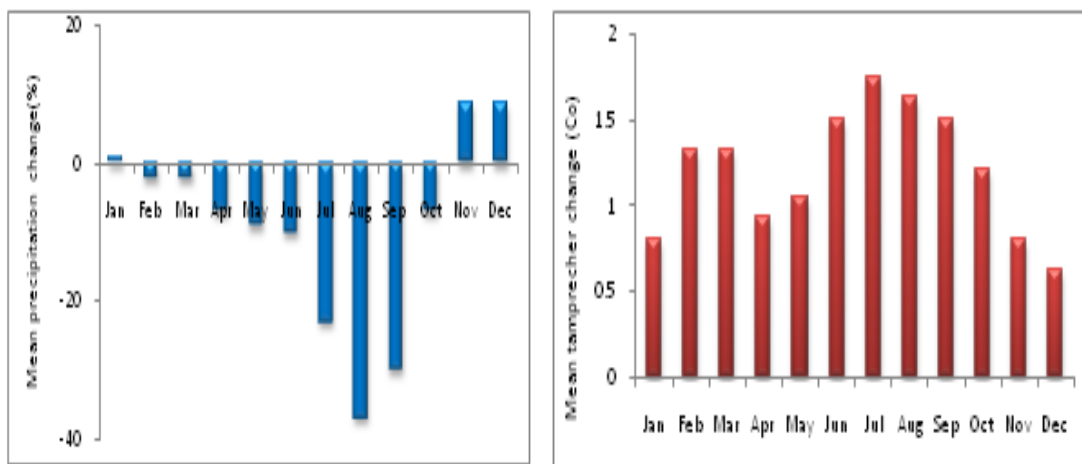 Mean precipitation change(%)
20
0
-20
-40
Jan Feb Mar Apr May Jun Jul Aug Sep Oct Nov Dec
Mean tamprecher change (Co)
2
1.5
1
05
0
Jan Feb Mar Apr May Jun Jul Aug Sep Oct Nov Dec